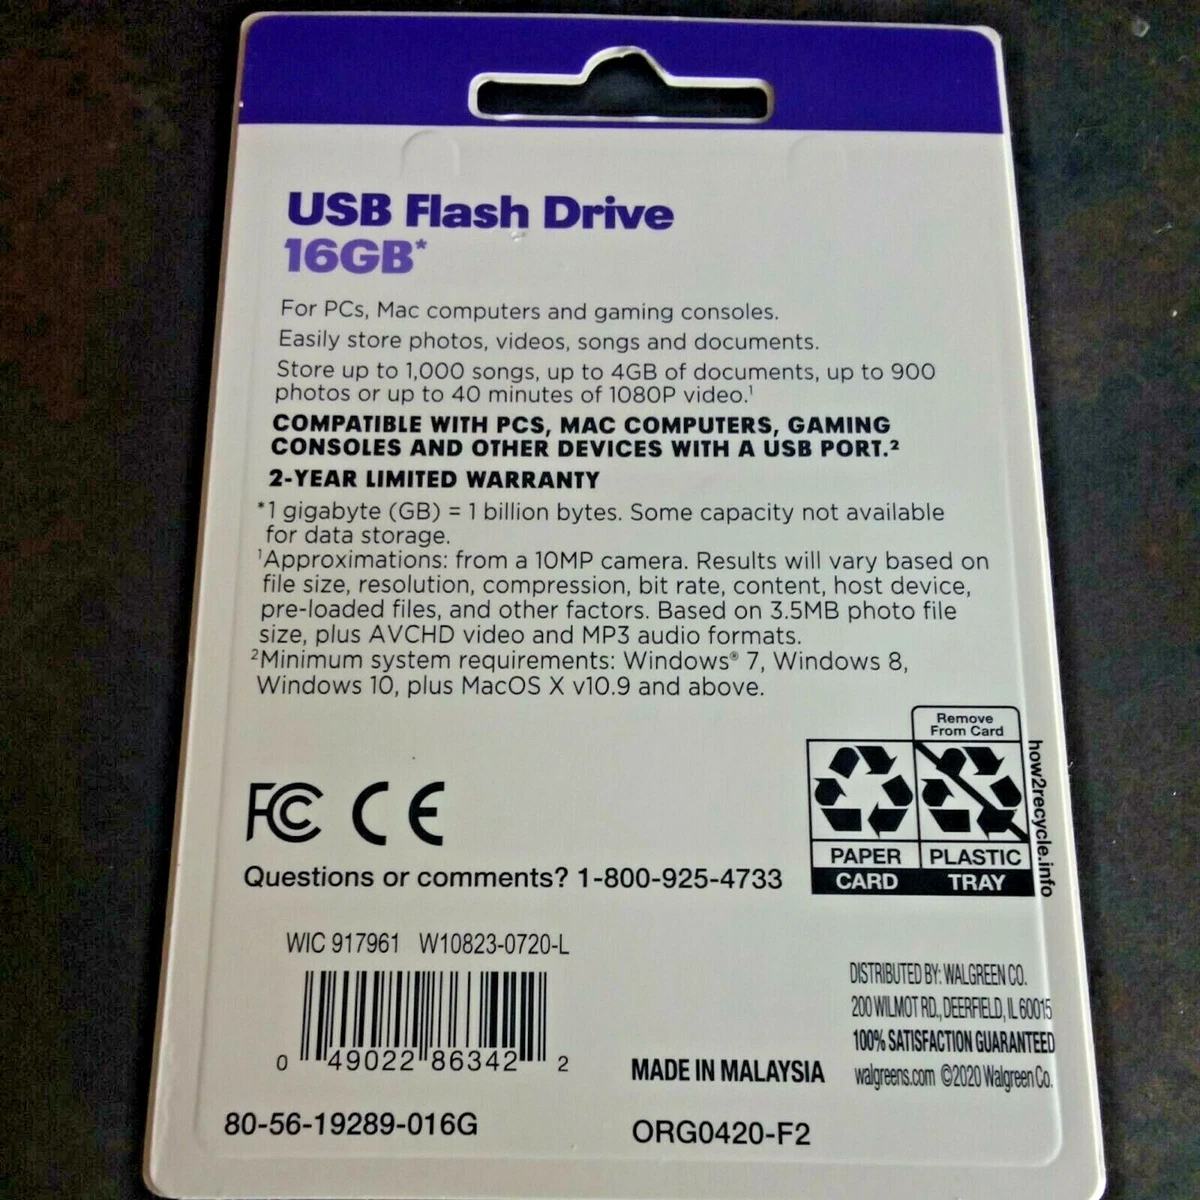 USB Flash Drive
16GB*
For PCs, Mac computers and gaming consoles.
Easily store photos, videos, songs and documents.
Store up to 1,000 songs, up to 4GB of documents, up to 900
photos or up to 40 minutes of 1080P video.¹
COMPATIBLE WITH PCS, MAC COMPUTERS, GAMING
CONSOLES AND OTHER DEVICES WITH A USB PORT.²
2-YEAR LIMITED WARRANTY
*1 gigabyte (GB) = 1 billion bytes. Some capacity not available
for data storage.
¹Approximations: from a 10MP camera. Results will vary based on
file size, resolution, compression, bit rate, content, host device,
pre-loaded files, and other factors. Based on 3.5MB photo file
size, plus AVCHD video and MP3 audio formats.
²Minimum system requirements: Windows® 7, Windows 8,
Windows 10, plus MacOS X v10.9 and above.
Remove
From Card
PAPER
CARD
PLASTIC
TRAY
how2recycle.info
FC CE
Questions or comments? 1-800-925-4733
WIC 917961 W10823-0720-L
0 49022 86342 2
DISTRIBUTED BY: WALGREEN CO.
200 WILMOT RD., DEERFIELD, IL 60015
100% SATISFACTION GUARANTEED
walgreens.com ©2020 Walgreen Co.
MADE IN MALAYSIA
80-56-19289-016G
ORG0420-F2